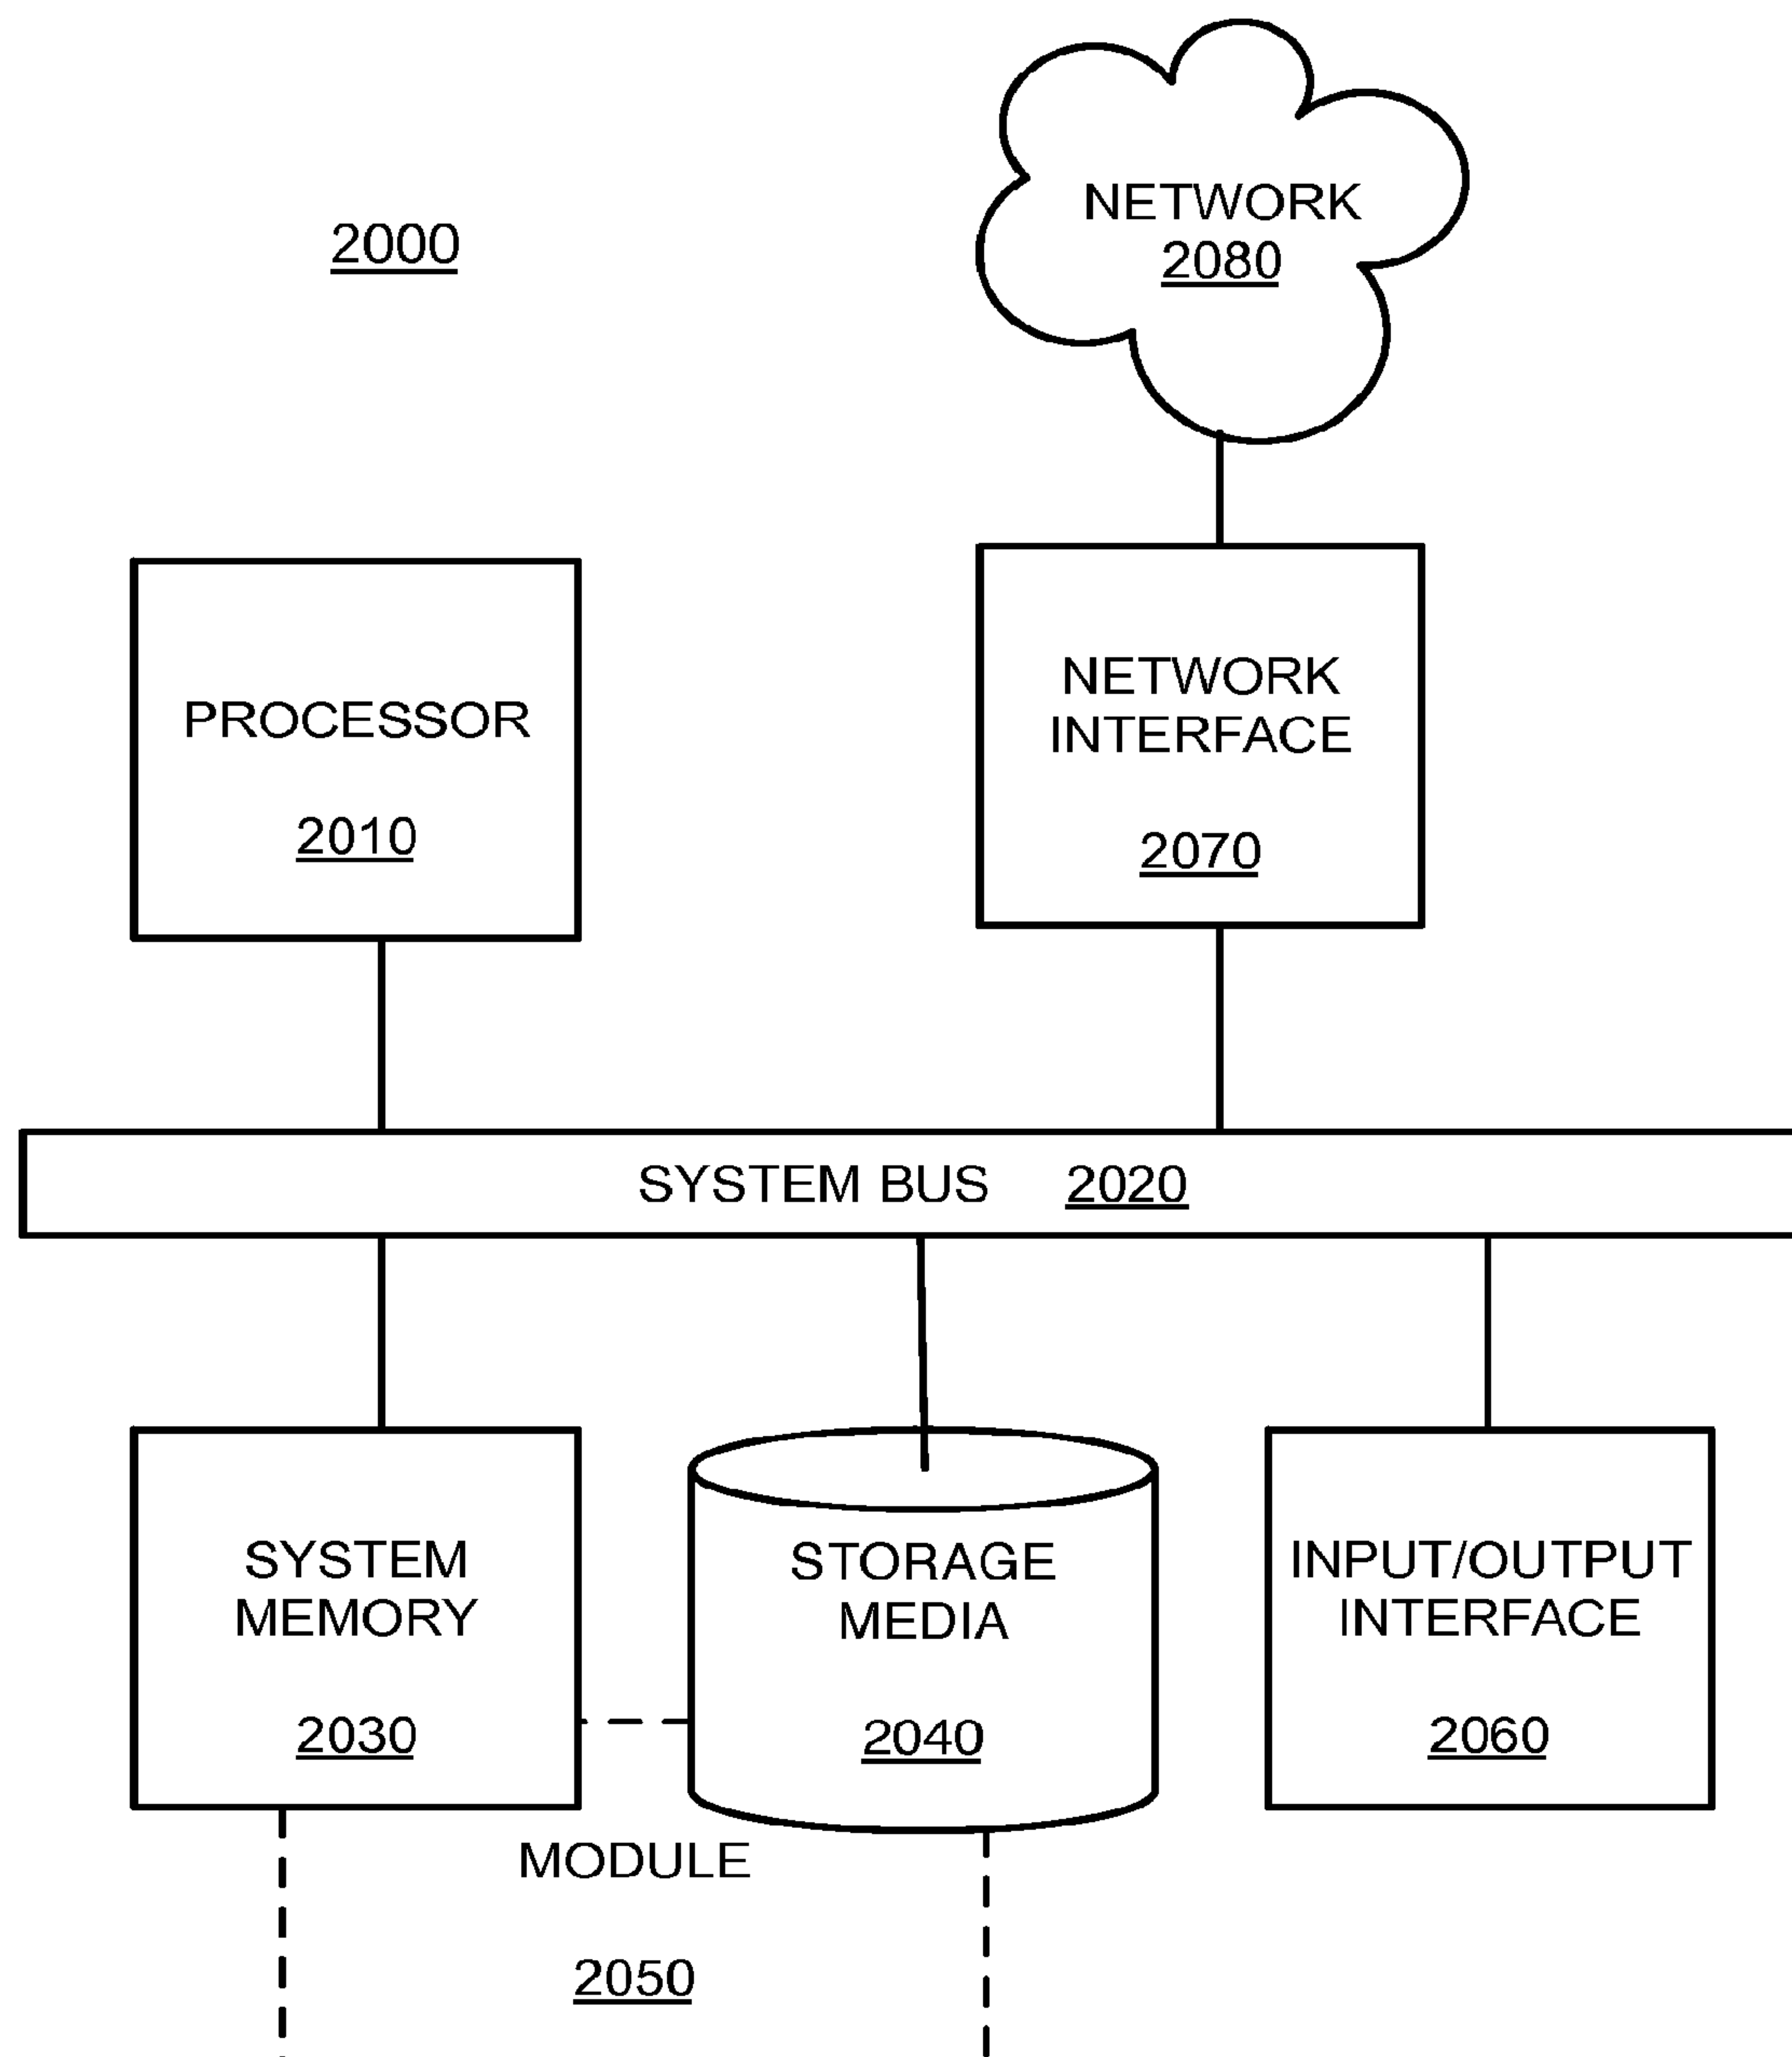 2000
NETWORK
2080
PROCESSOR
2010
NETWORK
INTERFACE
2070
SYSTEM BUS 2020
SYSTEM
MEMORY
2030
STORAGE
MEDIA
2040
INPUT/OUTPUT
INTERFACE
2060
MODULE
2050